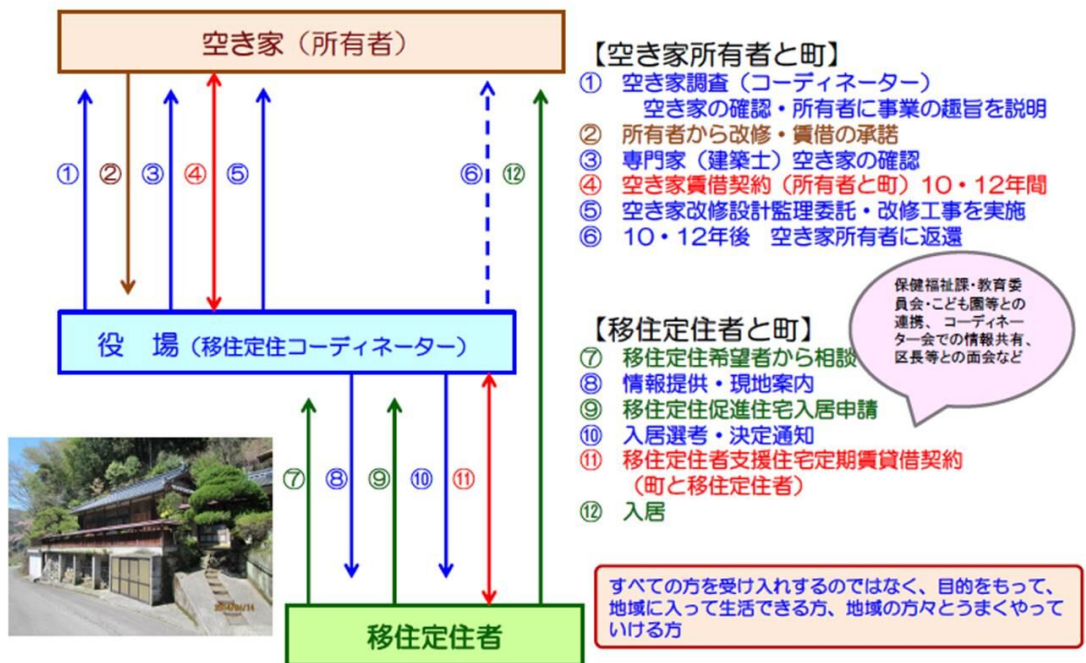 空き家（所有者）
① ② ③ ④ ⑤ ⑥ ⑫
役　場（移住定住コーディネーター）
⑦ ⑧ ⑨ ⑩ ⑪
移住定住者
【空き家所有者と町】
①　空き家調査（コーディネーター）
空き家の確認・所有者に事業の趣旨を説明
②　所有者から改修・賃借の承諾
③　専門家（建築士）空き家の確認
④　空き家賃借契約（所有者と町）10・12年間
⑤　空き家改修設計監理委託・改修工事を実施
⑥　10・12年後　空き家所有者に返還
保健福祉課・教育委
員会・こども園等との
連携、コーディネー
ター会での情報共有、
区長等との面会など
【移住定住者と町】
⑦　移住定住希望者から相談
⑧　情報提供・現地案内
⑨　移住定住促進住宅入居申請
⑩　入居選考・決定通知
⑪　移住定住者支援住宅定期賃貸借契約
（町と移住定住者）
⑫　入居
すべての方を受け入れするのではなく、目的をもって、
地域に入って生活できる方、地域の方々とうまくやって
いける方